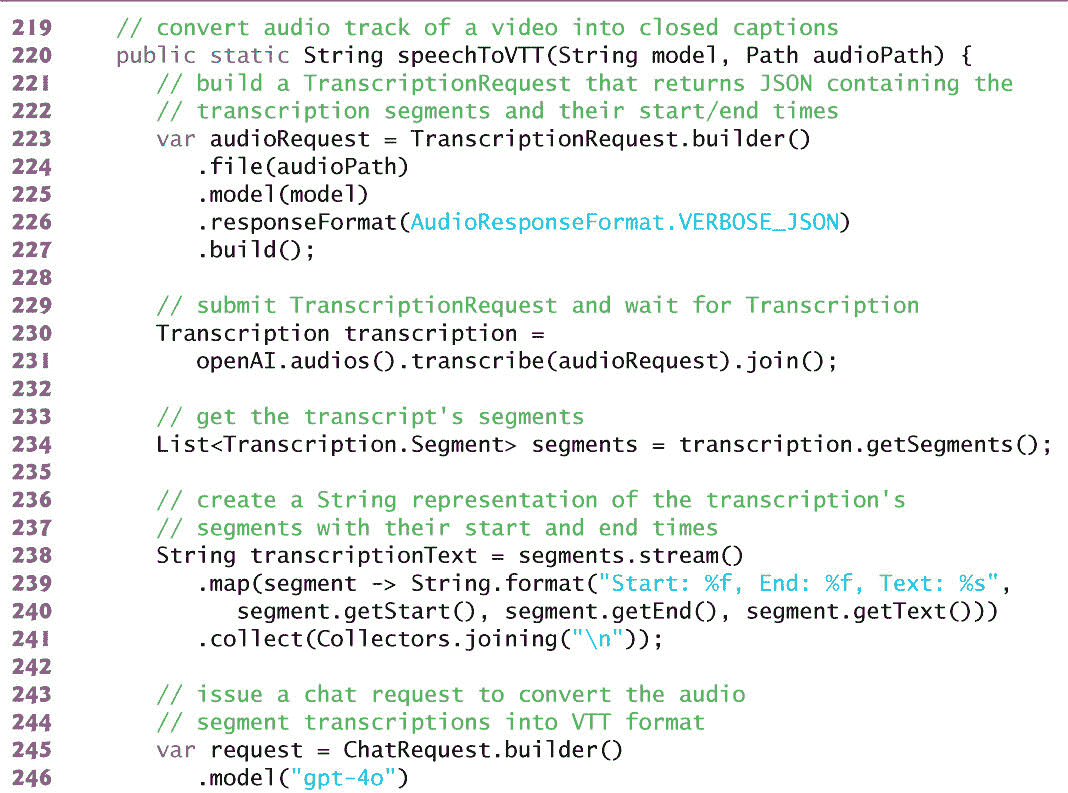 219 // convert audio track of a video into closed captions
220 public static String speechToVTT(String model, Path audioPath) {
221 // build a TranscriptionRequest that returns JSON containing the
222 // transcription segments and their start/end times
223 var audioRequest = TranscriptionRequest.builder()
224 .file(audioPath)
225 .model(model)
226 .responseFormat(AudioResponseFormat.VERBOSE_JSON)
227 .build();
228
229 // submit TranscriptionRequest and wait for Transcription
230 Transcription transcription =
231 openAI.audios().transcribe(audioRequest).join();
232
233 // get the transcript's segments
234 List<Transcription.Segment> segments = transcription.getSegments();
235
236 // create a String representation of the transcription's
237 // segments with their start and end times
238 String transcriptionText = segments.stream()
239 .map(segment -> String.format("Start: %f, End: %f, Text: %s",
240 segment.getStart(), segment.getEnd(), segment.getText()))
241 .collect(Collectors.joining("\n"));
242
243 // issue a chat request to convert the audio
244 // segment transcriptions into VTT format
245 var request = ChatRequest.builder()
246 .model("gpt-4o")